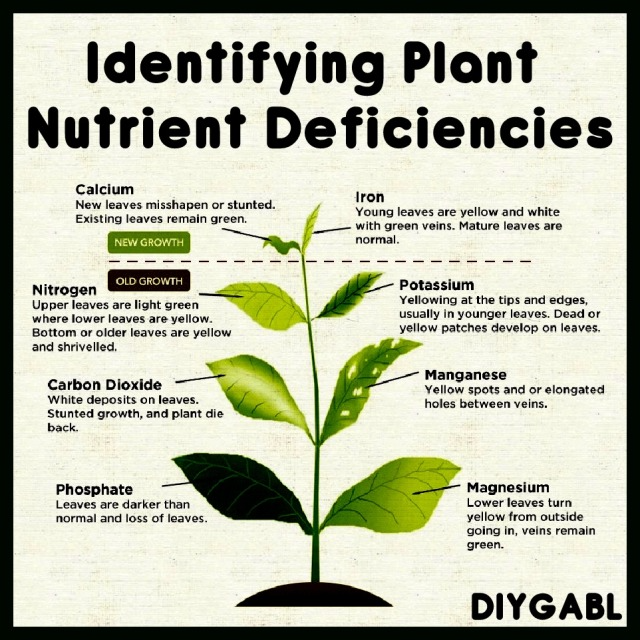 Identifying Plant
Nutrient Deficiencies
Calcium
New leaves misshapen or stunted.
Existing leaves remain green.
Iron
Young leaves are yellow and white
with green veins. Mature leaves are
normal.
NEW GROWTH
OLD GROWTH
Nitrogen
Upper leaves are light green
where lower leaves are yellow.
Bottom or older leaves are yellow
and shrivelled.
Potassium
Yellowing at the tips and edges,
usually in younger leaves. Dead or
yellow patches develop on leaves.
Carbon Dioxide
White deposits on leaves.
Stunted growth, and plant die
back.
Manganese
Yellow spots and or elongated
holes between veins.
Phosphate
Leaves are darker than
normal and loss of leaves.
Magnesium
Lower leaves turn
yellow from outside
going in, veins remain
green.
DIYGABL